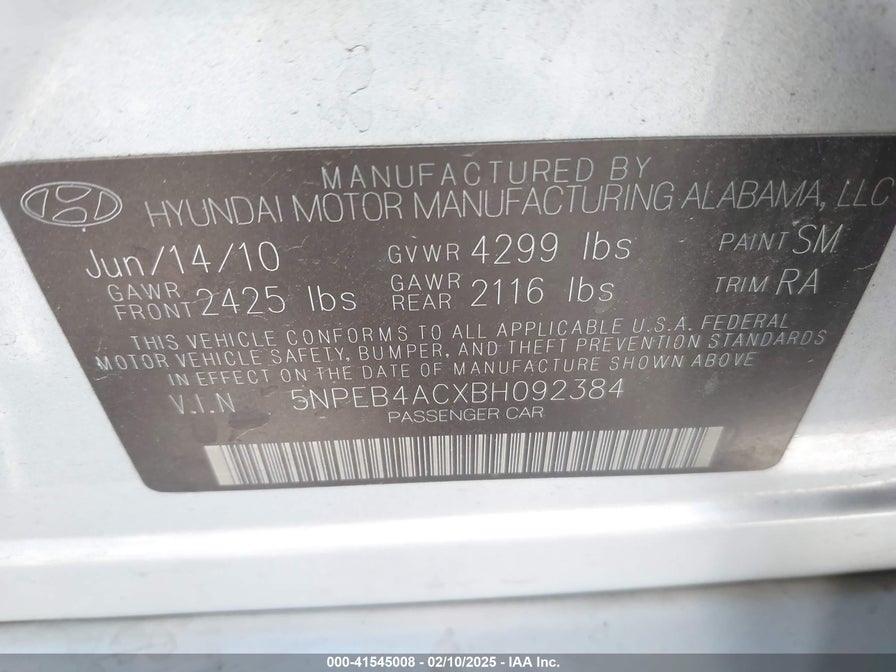 MANUFACTURED BY
HYUNDAI MOTOR MANUFACTURING ALABAMA, LLC
Jun/14/10 GVWR 4299 lbs PAINT SM
GAWR FRONT 2425 lbs GAWR REAR 2116 lbs TRIM RA
THIS VEHICLE CONFORMS TO ALL APPLICABLE U.S.A. FEDERAL
MOTOR VEHICLE SAFETY, BUMPER, AND THEFT PREVENTION STANDARDS
IN EFFECT ON THE DATE OF MANUFACTURE SHOWN ABOVE
V.I.N 5NPEB4ACXBH092384
PASSENGER CAR
000-41545008 - 02/10/2025 - IAA Inc.